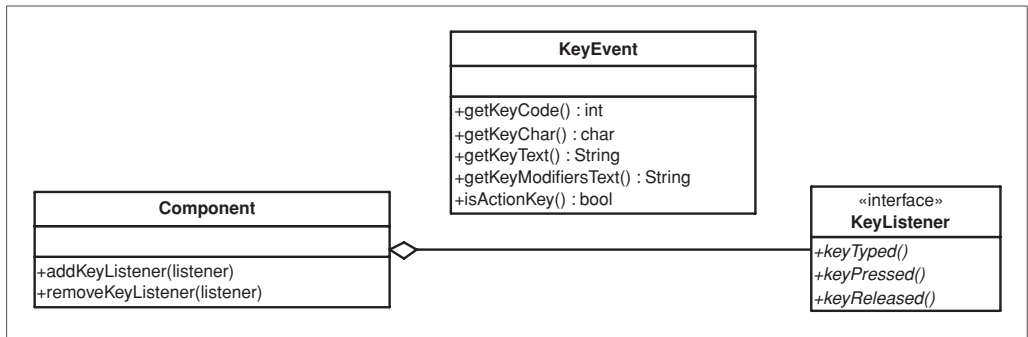 KeyEvent
+getKeyCode() : int
+getKeyChar() : char
+getKeyText() : String
+getKeyModifiersText() : String
+isActionKey() : bool
Component
+addKeyListener(listener)
+removeKeyListener(listener)
«interface»
KeyListener
+keyTyped()
+keyPressed()
+keyReleased()